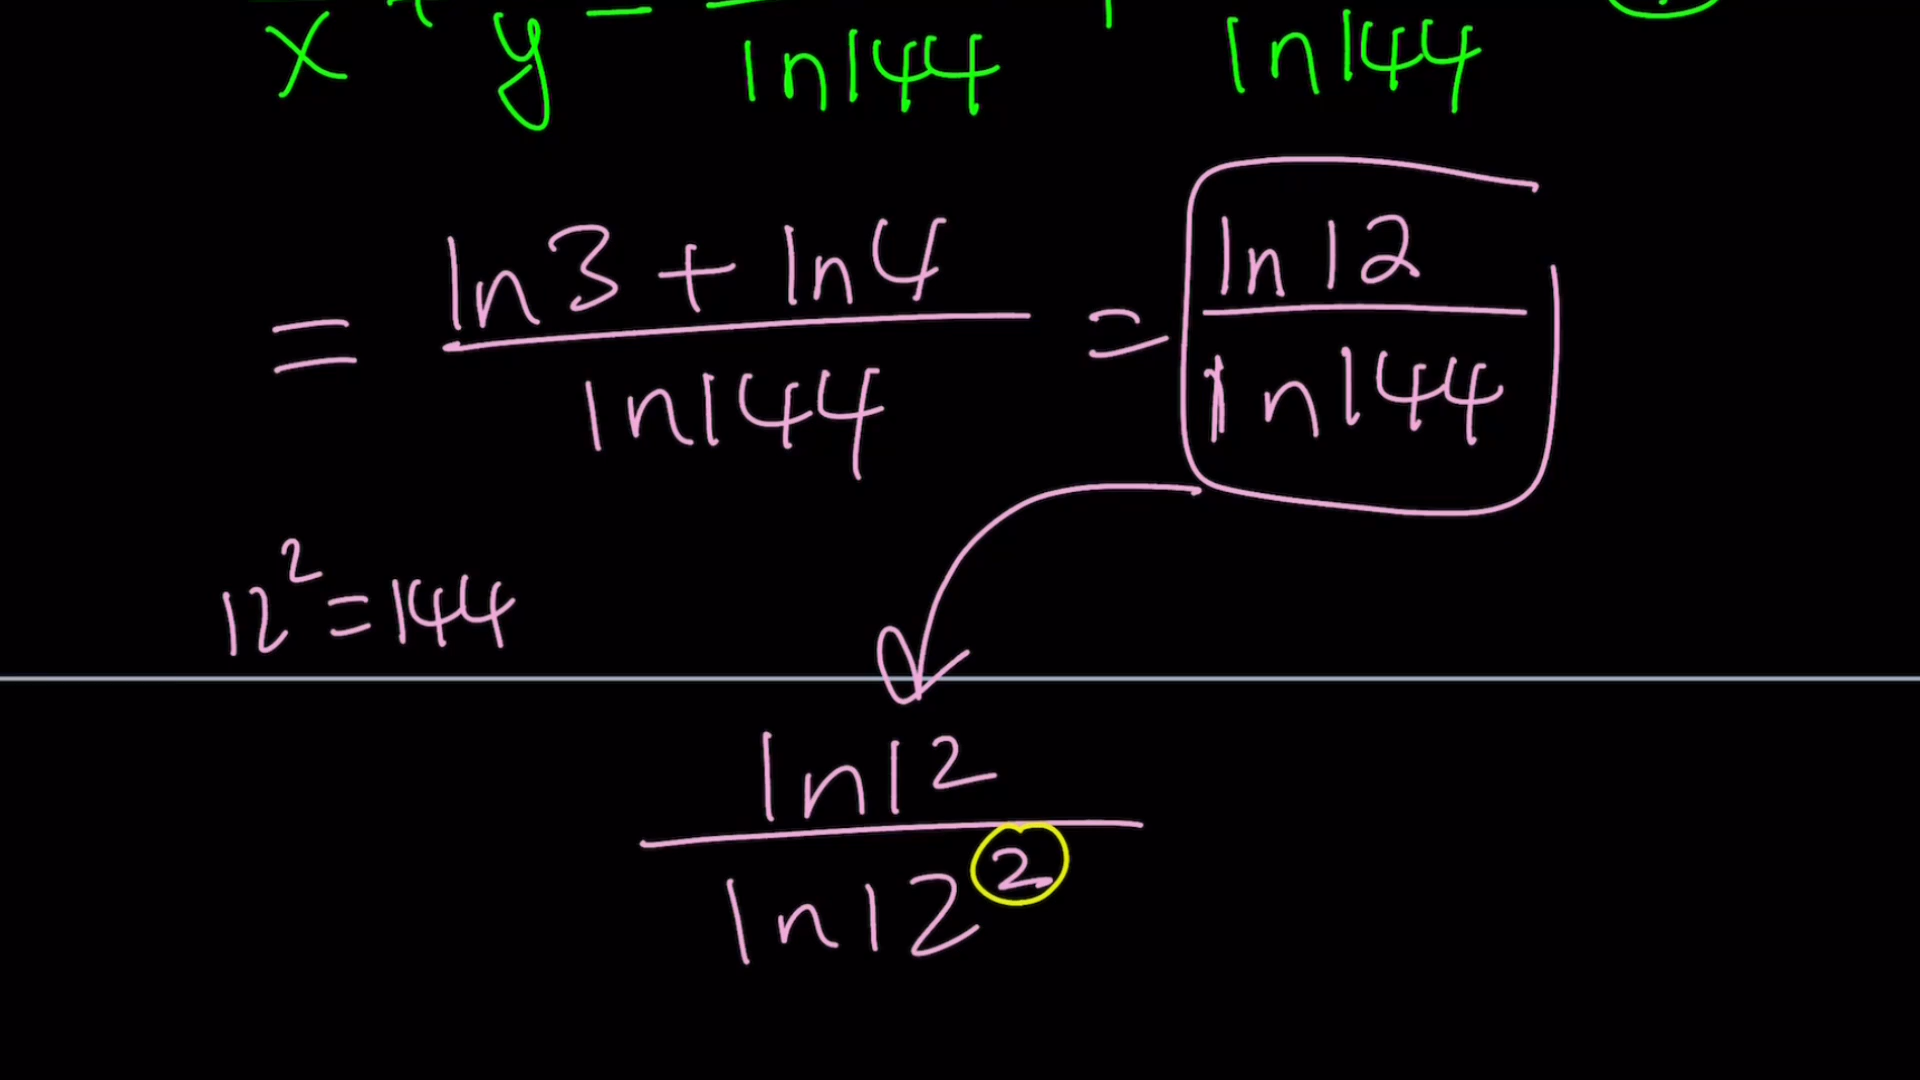 x + y = ln144 + ln144
= ln3 + ln4 / ln144 = ln12 / ln144
12² = 144
ln12
ln12²